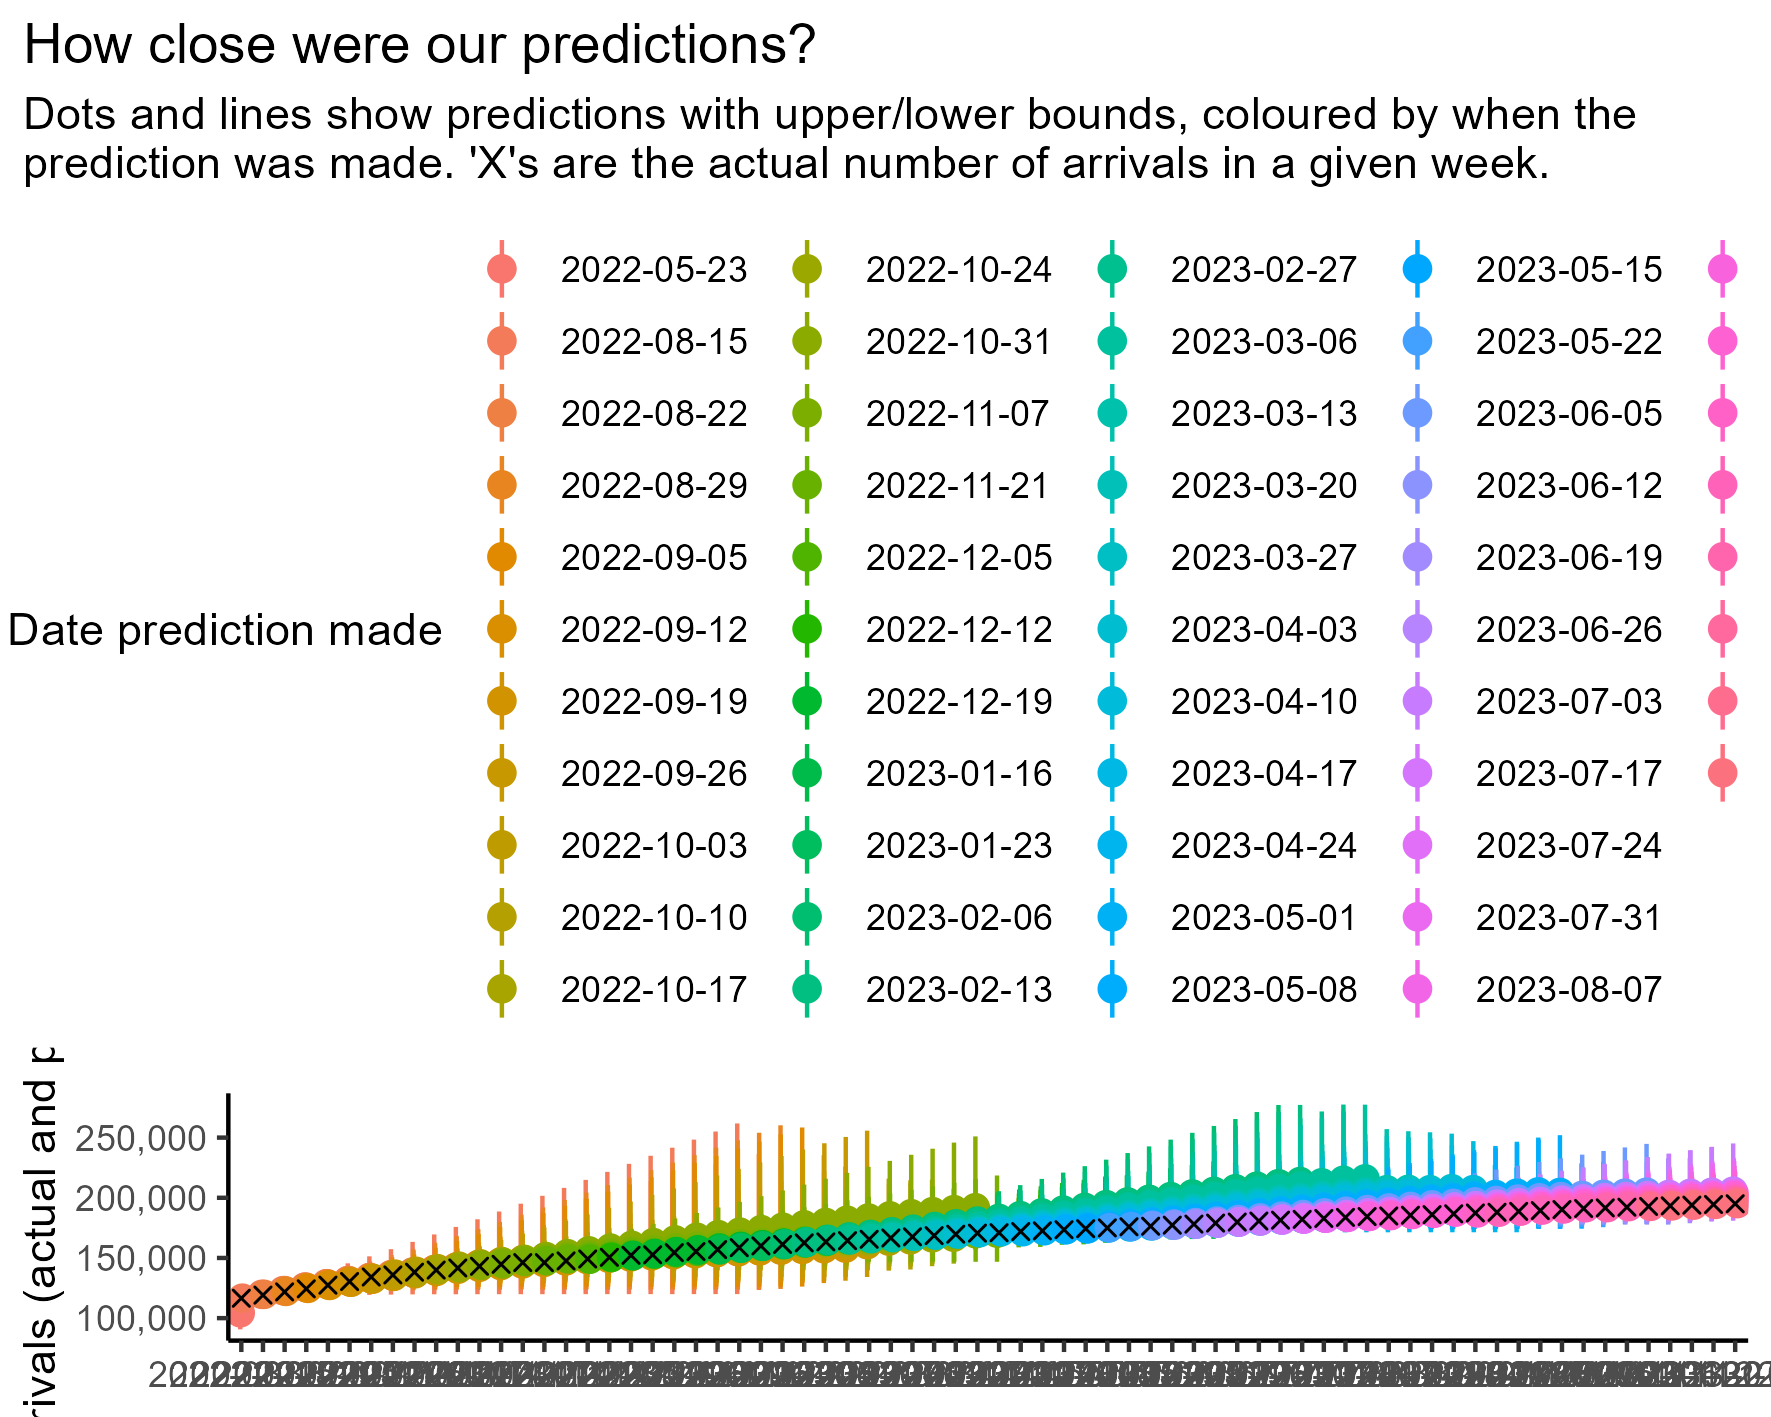 How close were our predictions?
Dots and lines show predictions with upper/lower bounds, coloured by when the
prediction was made. 'X's are the actual number of arrivals in a given week.
Date prediction made
2022-05-23 2022-10-24 2023-02-27 2023-05-15
2022-08-15 2022-10-31 2023-03-06 2023-05-22
2022-08-22 2022-11-07 2023-03-13 2023-06-05
2022-08-29 2022-11-21 2023-03-20 2023-06-12
2022-09-05 2022-12-05 2023-03-27 2023-06-19
2022-09-12 2022-12-12 2023-04-03 2023-06-26
2022-09-19 2022-12-19 2023-04-10 2023-07-03
2022-09-26 2023-01-16 2023-04-17 2023-07-17
2022-10-03 2023-01-23 2023-04-24 2023-07-24
2022-10-10 2023-02-06 2023-05-01 2023-07-31
2022-10-17 2023-02-13 2023-05-08 2023-08-07
rivals (actual and p
250,000
200,000
150,000
100,000